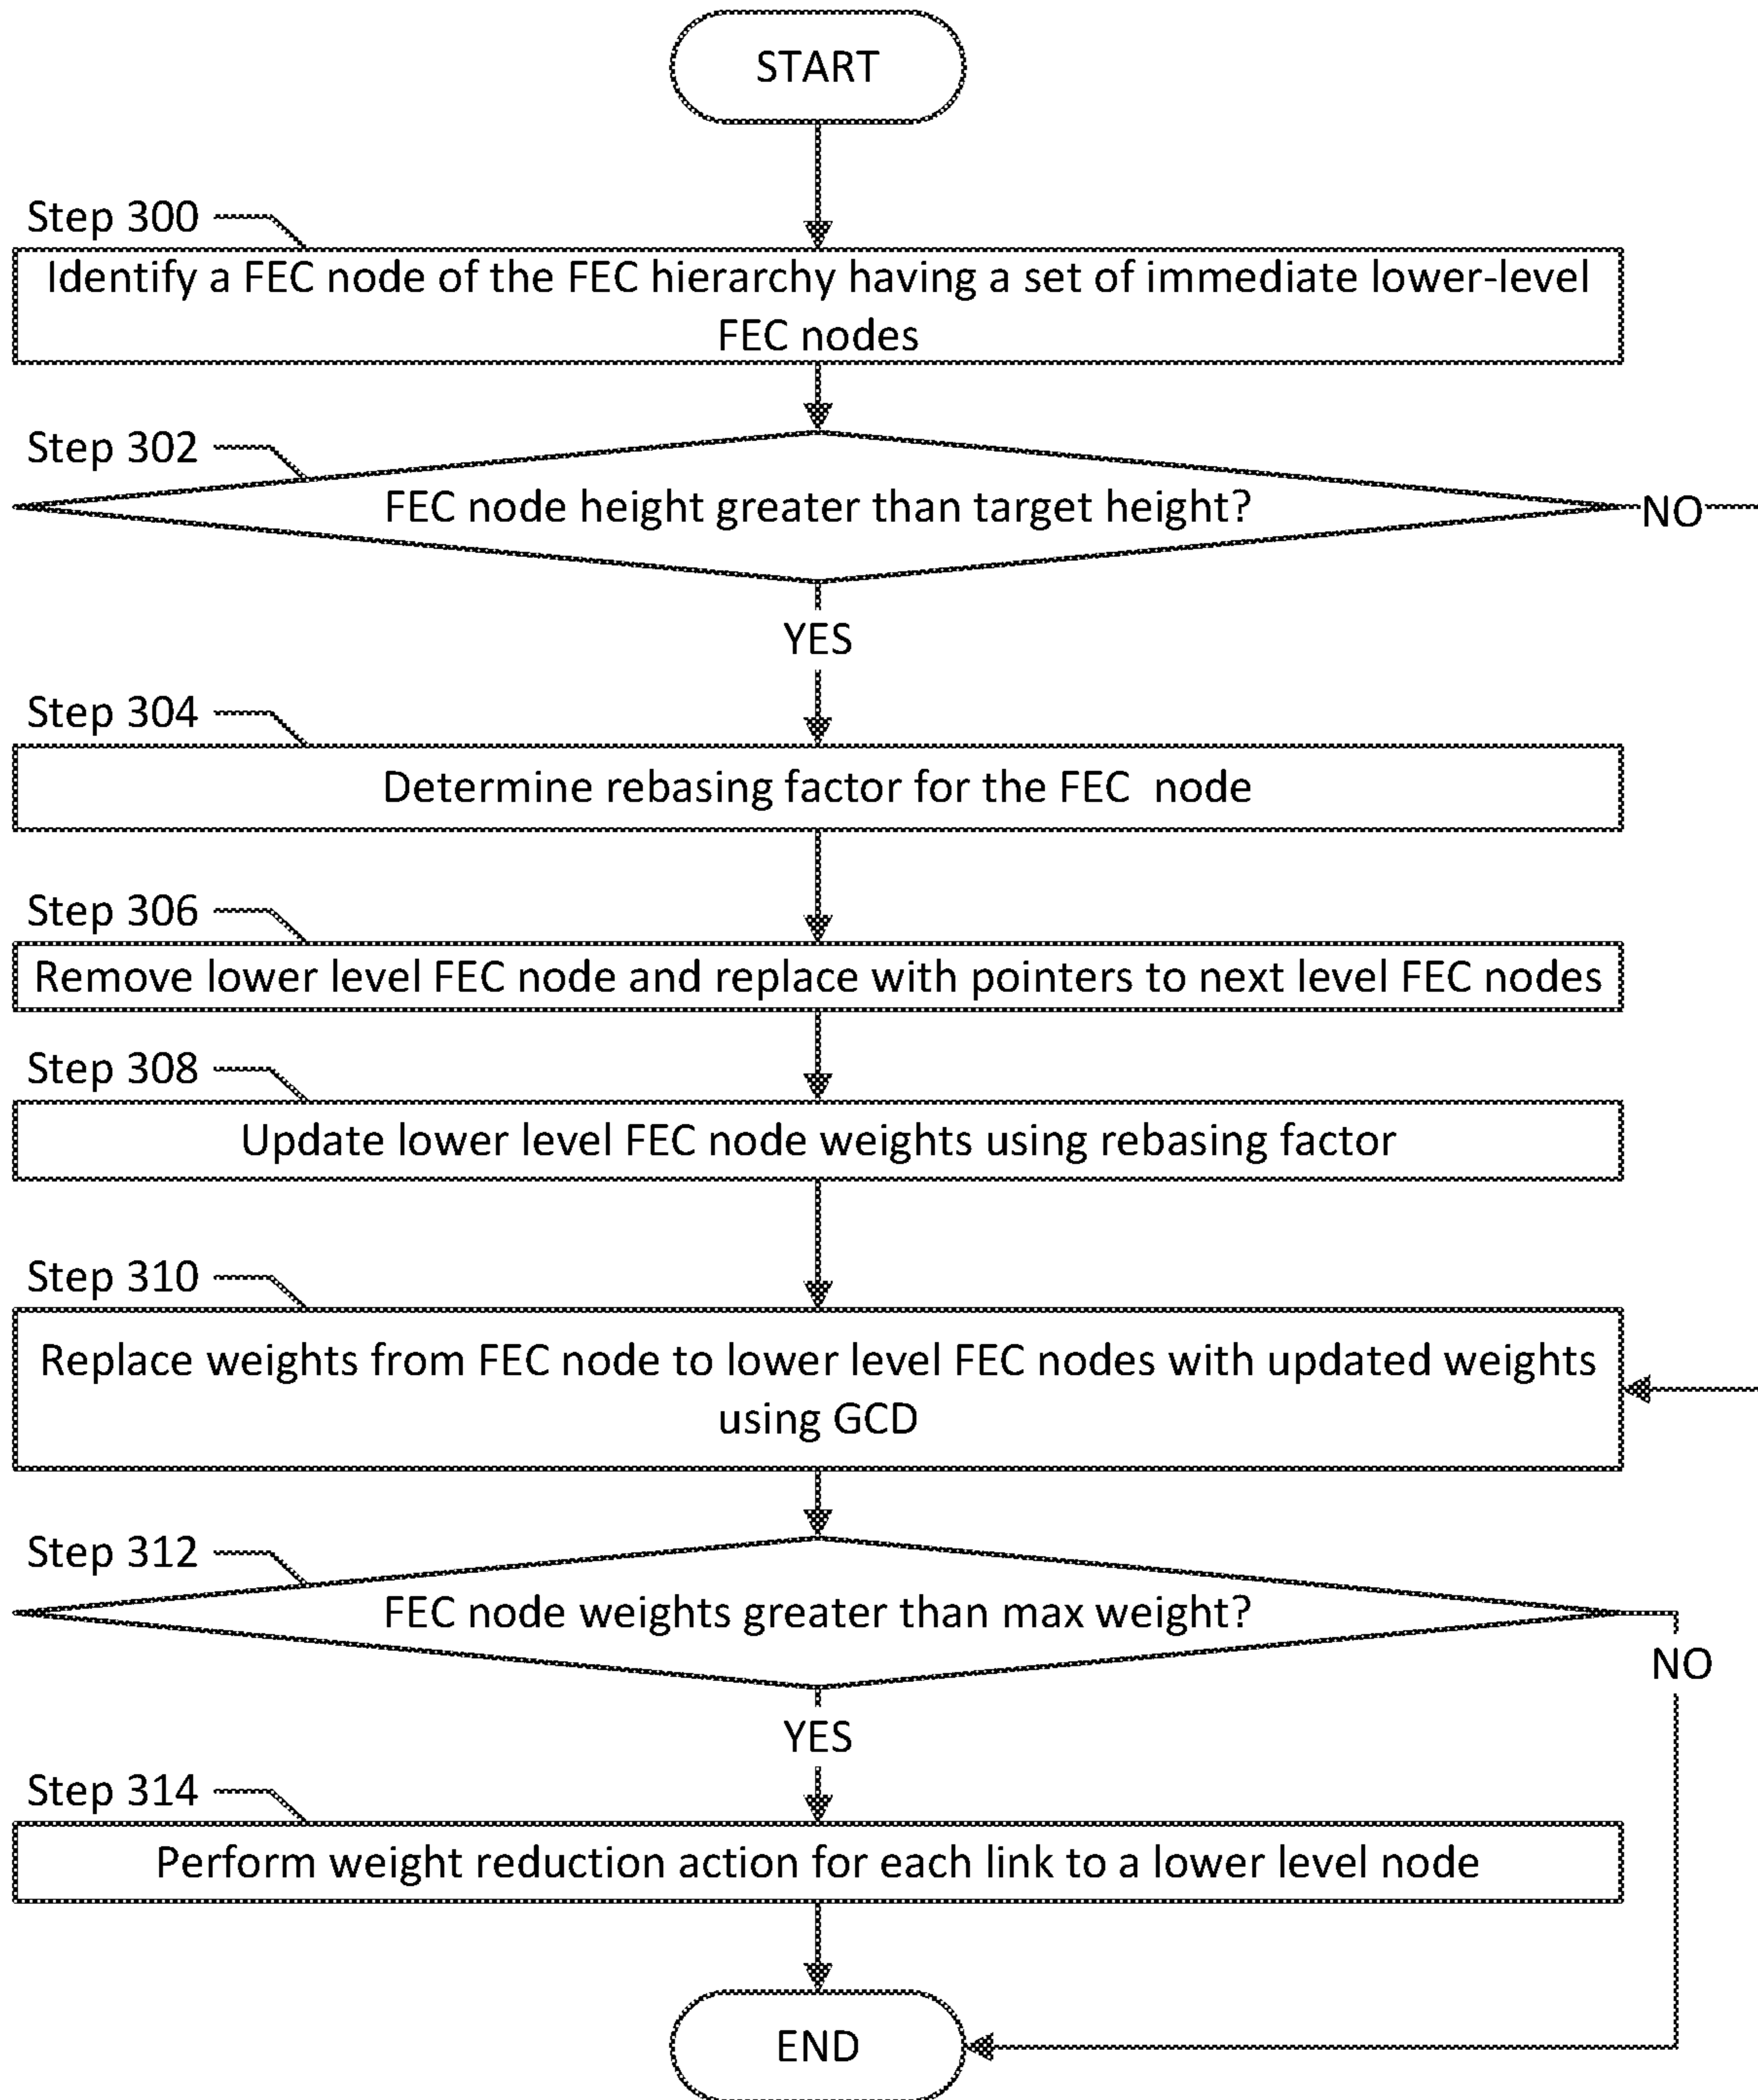 START
Step 300
Identify a FEC node of the FEC hierarchy having a set of immediate lower-level
FEC nodes
Step 302
FEC node height greater than target height?
NO
YES
Step 304
Determine rebasing factor for the FEC node
Step 306
Remove lower level FEC node and replace with pointers to next level FEC nodes
Step 308
Update lower level FEC node weights using rebasing factor
Step 310
Replace weights from FEC node to lower level FEC nodes with updated weights
using GCD
Step 312
FEC node weights greater than max weight?
NO
YES
Step 314
Perform weight reduction action for each link to a lower level node
END